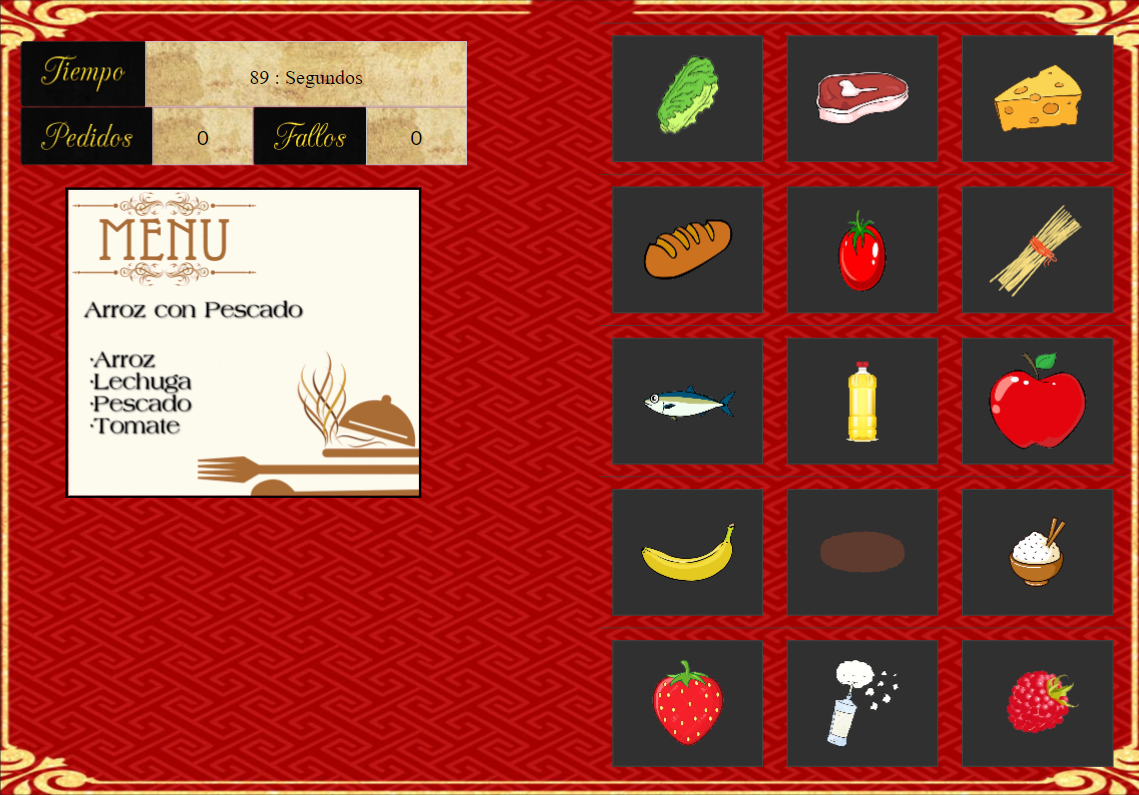 Tiempo 89 : Segundos
Pedidos 0 Fallos 0
MENU
Arroz con Pescado
·Arroz
·Lechuga
·Pescado
·Tomate